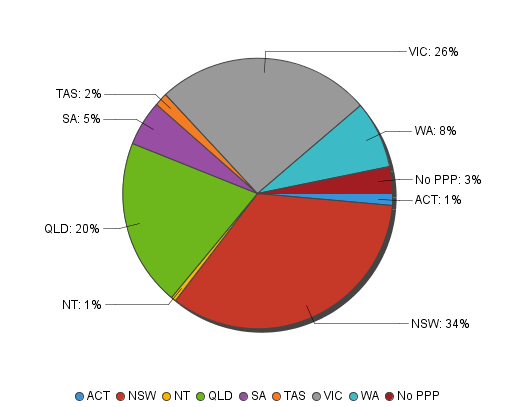 VIC: 26%
TAS: 2%
SA: 5%
WA: 8%
No PPP: 3%
ACT: 1%
QLD: 20%
NT: 1%
NSW: 34%
ACT NSW NT QLD SA TAS VIC WA No PPP